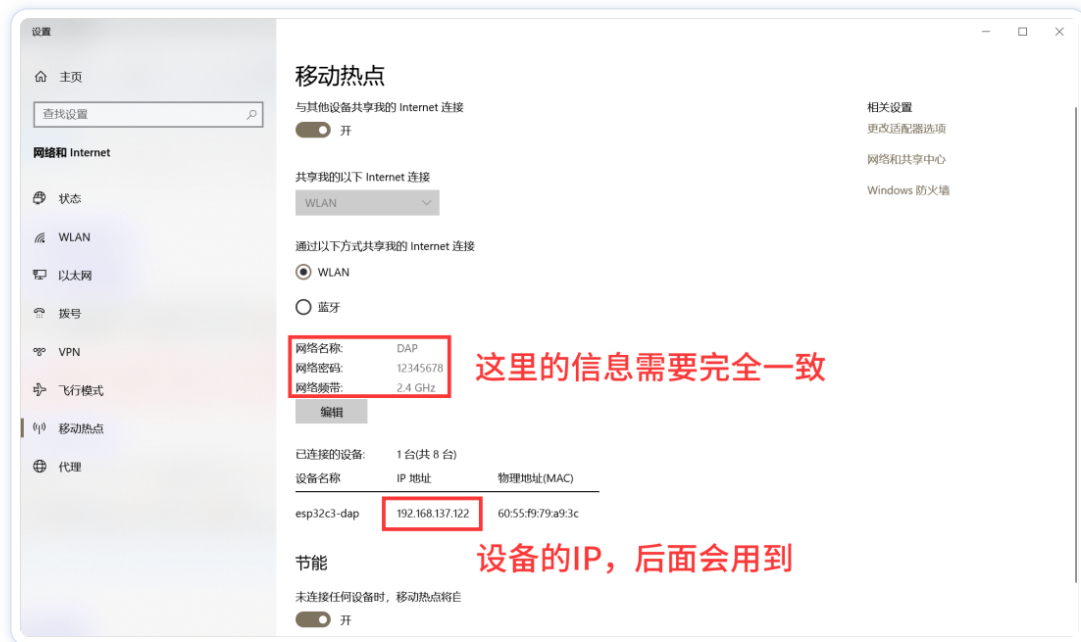 设置
主页
查找设置
网络和 Internet
状态
WLAN
以太网
拨号
VPN
飞行模式
移动热点
代理
移动热点
与其他设备共享我的 Internet 连接
开
共享我的以下 Internet 连接
WLAN
通过以下方式共享我的 Internet 连接
WLAN
蓝牙
网络名称: DAP
网络密码: 12345678
网络频带: 2.4 GHz
这里的信息需要完全一致
编辑
已连接的设备: 1 台(共 8 台)
设备名称 IP 地址 物理地址(MAC)
esp32c3-dap 192.168.137.122 60:55:f9:79:a9:3c
设备的IP，后面会用到
节能
未连接任何设备时，移动热点将自
开
相关设置
更改适配器选项
网络和共享中心
Windows 防火墙